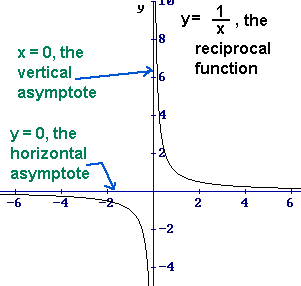 y 10
y= 1/x , the
reciprocal
function
x = 0, the
vertical
asymptote
8
6
4
y = 0, the
horizontal
asymptote
2
-6 -4 -2 2 4 6
-2
-4